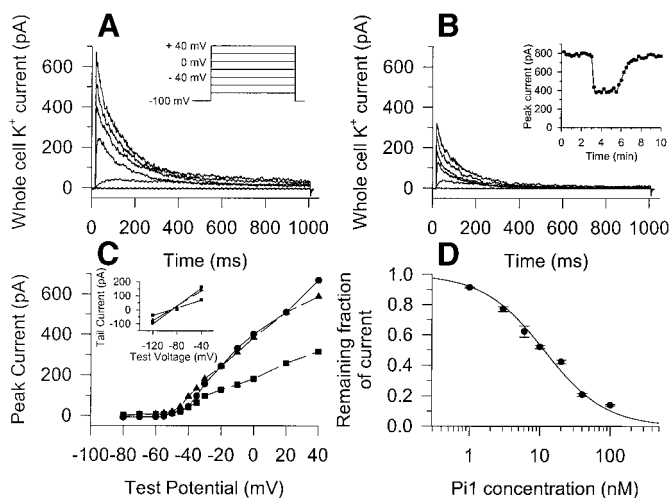 A
Whole cell K+ current (pA)
600
400
200
0
0 200 400 600 800 1000
Time (ms)
+ 40 mV
0 mV
- 40 mV
-100 mV
B
Whole cell K+ current (pA)
600
400
200
0
0 200 400 600 800 1000
Time (ms)
Peak current (pA)
800
600
400
200
0
0 2 4 6 8 10
Time (min)
C
Peak Current (pA)
600
400
200
0
-100 -80 -60 -40 -20 0 20 40
Test Potential (mV)
Tail Current (pA)
200
100
0
-100
-120 -80 -40
Test Voltage (mV)
D
Remaining fraction
of current
1.0
0.8
0.6
0.4
0.2
0.0
1 10 100
Pi1 concentration (nM)